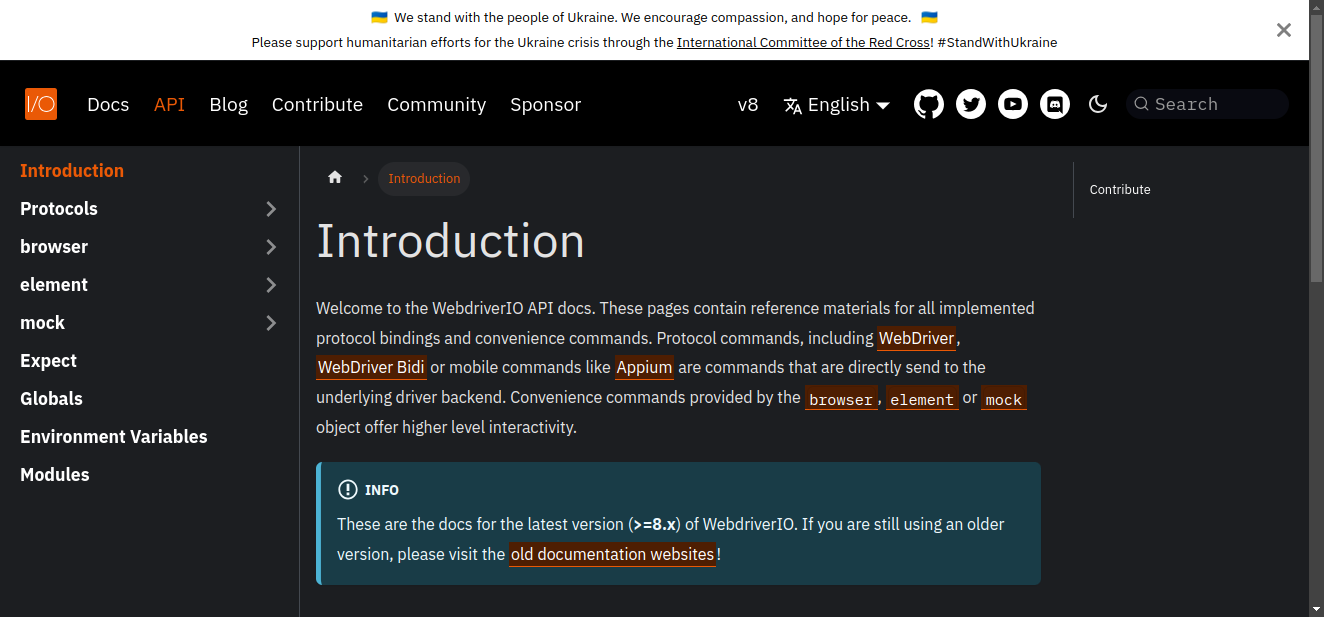 We stand with the people of Ukraine. We encourage compassion, and hope for peace.
Please support humanitarian efforts for the Ukraine crisis through the International Committee of the Red Cross! #StandWithUkraine
I/O Docs API Blog Contribute Community Sponsor v8 English Search
Introduction
Protocols
browser
element
mock
Expect
Globals
Environment Variables
Modules
Introduction
Introduction
Welcome to the WebdriverIO API docs. These pages contain reference materials for all implemented
protocol bindings and convenience commands. Protocol commands, including WebDriver,
WebDriver Bidi or mobile commands like Appium are commands that are directly send to the
underlying driver backend. Convenience commands provided by the browser, element or mock
object offer higher level interactivity.
INFO
These are the docs for the latest version (>=8.x) of WebdriverIO. If you are still using an older
version, please visit the old documentation websites!
Contribute